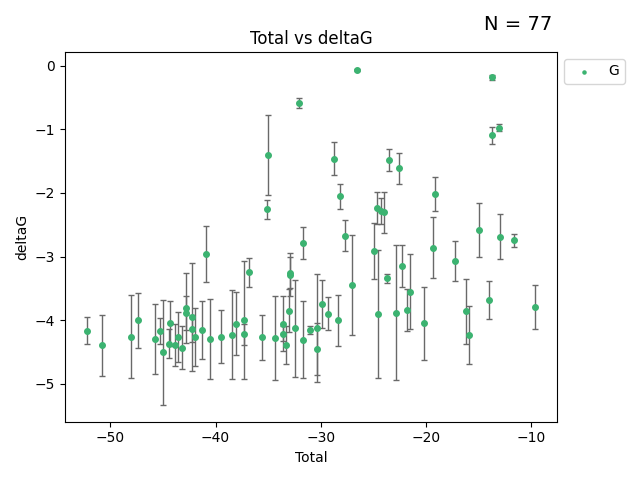 N = 77
Total vs deltaG
G
0
−1
−2
−3
−4
−5
deltaG
−50
−40
−30
−20
−10
Total